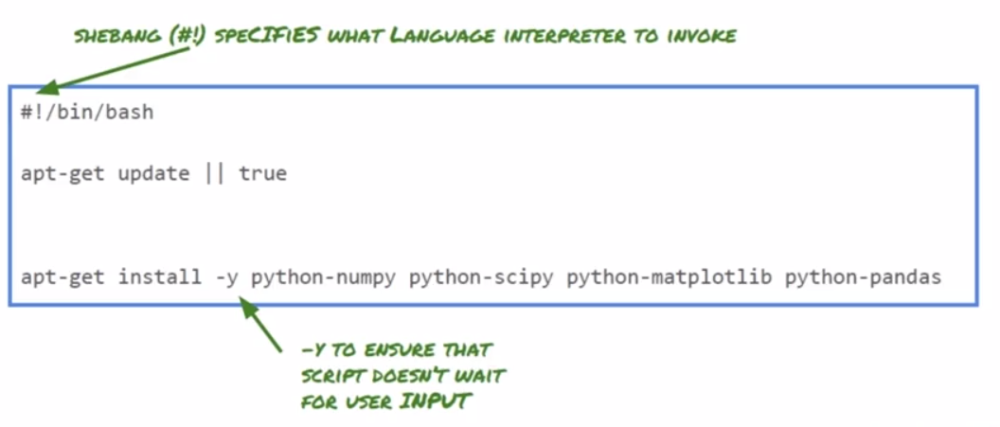 SHEBANG (#!) SPECIFIES WHAT LANGUAGE INTERPRETER TO INVOKE
#!/bin/bash
apt-get update || true
apt-get install -y python-numpy python-scipy python-matplotlib python-pandas
-Y TO ENSURE THAT
SCRIPT DOESN'T WAIT
FOR USER INPUT